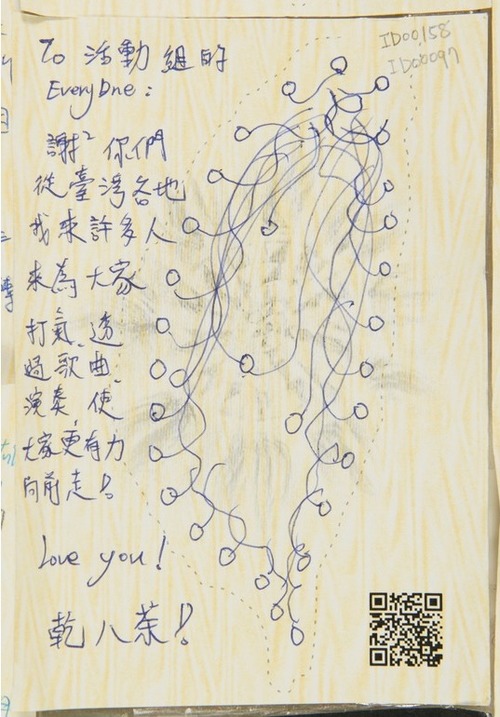 To 活動組的
Everyone:
謝² 你們
從臺灣各地
找來許多人
來為大家
打氣、透
過歌曲、
演奏,使
大家更有力
向前走!
Love you!
乾八茶!
ID00158
ID00097